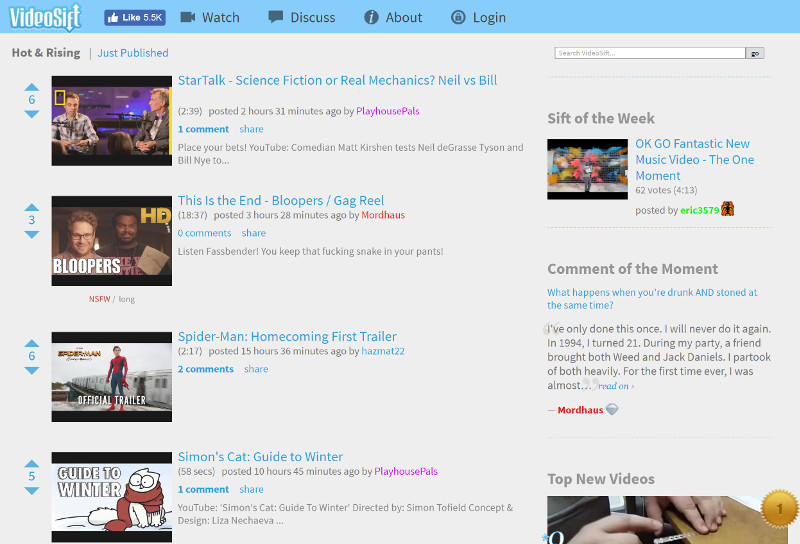 VideoSift
Like 5.5K
Watch
Discuss
About
Login
Hot & Rising | Just Published
6
StarTalk - Science Fiction or Real Mechanics? Neil vs Bill
(2:39) posted 2 hours 31 minutes ago by PlayhousePals
1 comment share
Place your bets! YouTube: Comedian Matt Kirshen tests Neil deGrasse Tyson and
Bill Nye to...
3
HD
BLOOPERS
NSFW / long
This Is the End - Bloopers / Gag Reel
(18:37) posted 3 hours 28 minutes ago by Mordhaus
0 comments share
Listen Fassbender! You keep that fucking snake in your pants!
6
SPIDER-MAN
OFFICIAL TRAILER
Spider-Man: Homecoming First Trailer
(2:17) posted 15 hours 36 minutes ago by hazmat22
2 comments share
5
GUIDE TO
WINTER
Simon's Cat: Guide to Winter
(58 secs) posted 10 hours 45 minutes ago by PlayhousePals
1 comment share
YouTube: 'Simon's Cat: Guide To Winter' Directed by: Simon Tofield Concept &
Design: Liza Nechaeva ...
Search VideoSift...
go
Sift of the Week
OK GO Fantastic New
Music Video - The One
Moment
62 votes (4:13)
posted by eric3579
Comment of the Moment
What happens when you're drunk AND stoned at
the same time?
I've only done this once. I will never do it again.
In 1994, I turned 21. During my party, a friend
brought both Weed and Jack Daniels. I partook
of both heavily. For the first time ever, I was
almost... read on ›
— Mordhaus
Top New Videos
1